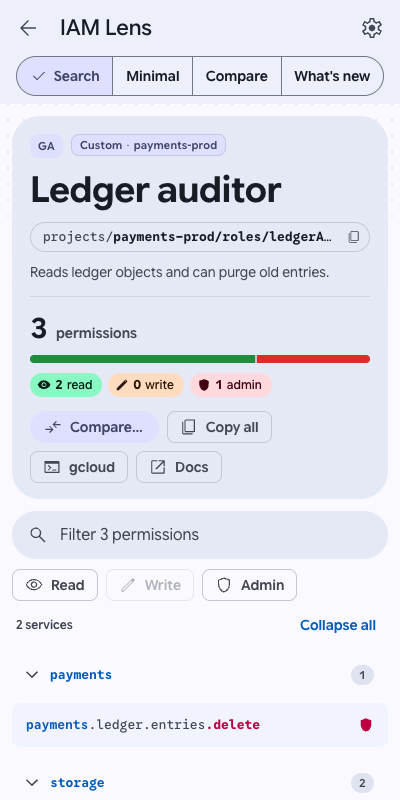 IAM Lens
Search Minimal Compare What's new
GA Custom · payments-prod
Ledger auditor
projects/payments-prod/roles/ledgerA…
Reads ledger objects and can purge old entries.
3 permissions
2 read 0 write 1 admin
Compare… Copy all
gcloud Docs
Filter 3 permissions
Read Write Admin
2 services Collapse all
payments 1
payments.ledger.entries.delete
storage 2